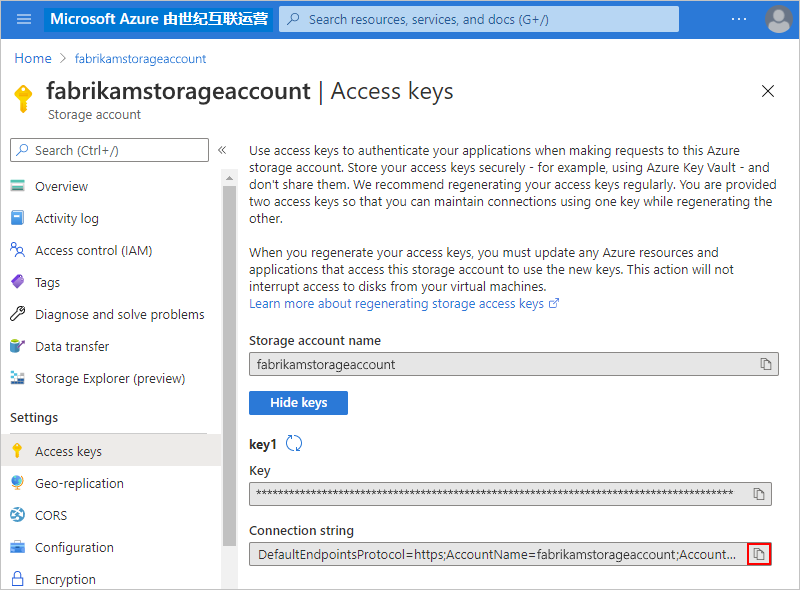 Microsoft Azure 由世纪互联运营
Search resources, services, and docs (G+/)
...
Home > fabrikamstorageaccount
fabrikamstorageaccount | Access keys
Storage account
Search (Ctrl+/)
Overview
Activity log
Access control (IAM)
Tags
Diagnose and solve problems
Data transfer
Storage Explorer (preview)
Settings
Access keys
Geo-replication
CORS
Configuration
Encryption
Use access keys to authenticate your applications when making requests to this Azure
storage account. Store your access keys securely - for example, using Azure Key Vault - and
don't share them. We recommend regenerating your access keys regularly. You are provided
two access keys so that you can maintain connections using one key while regenerating the
other.
When you regenerate your access keys, you must update any Azure resources and
applications that access this storage account to use the new keys. This action will not
interrupt access to disks from your virtual machines.
Learn more about regenerating storage access keys
Storage account name
fabrikamstorageaccount
Hide keys
key1
Key
****************************************************************************************
Connection string
DefaultEndpointsProtocol=https;AccountName=fabrikamstorageaccount;Account...